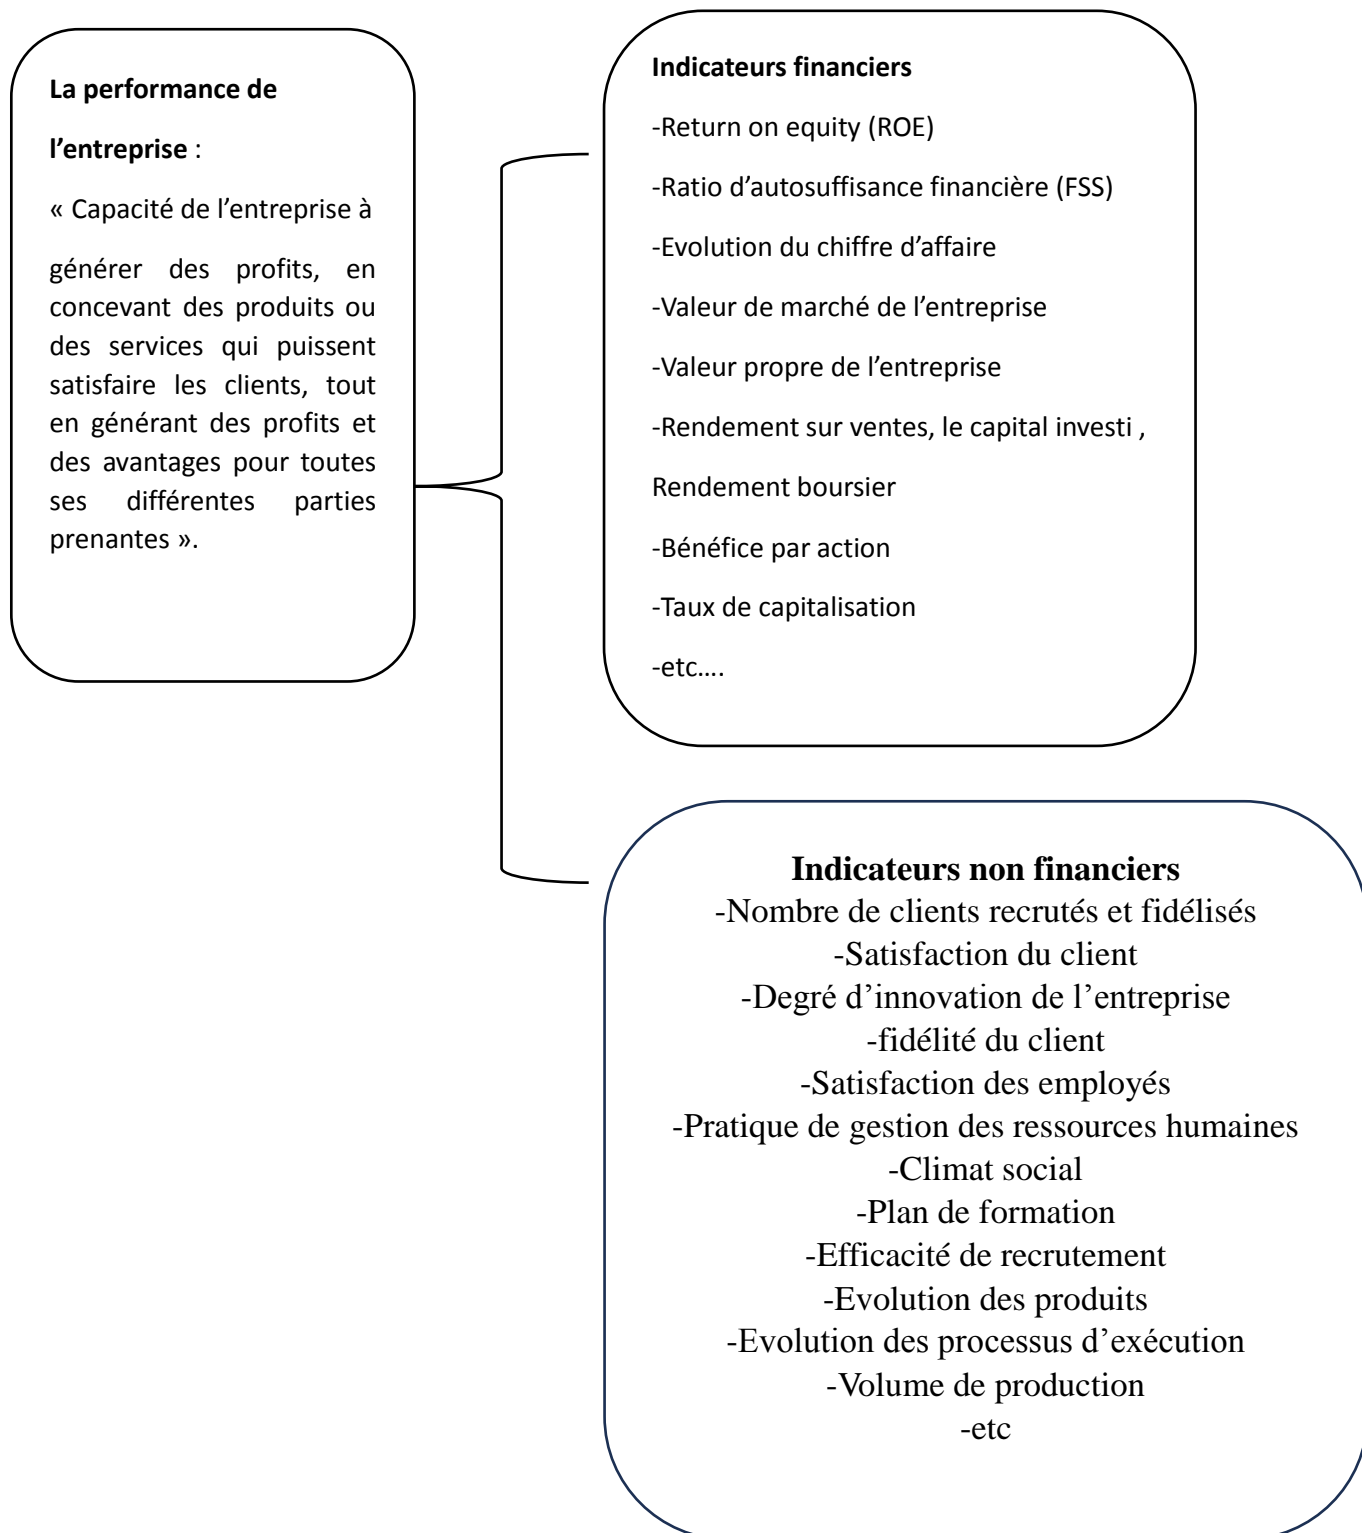 La performance de
l’entreprise :
« Capacité de l’entreprise à
générer des profits, en
concevant des produits ou
des services qui puissent
satisfaire les clients, tout
en générant des profits et
des avantages pour toutes
ses différentes parties
prenantes ».
Indicateurs financiers
-Return on equity (ROE)
-Ratio d’autosuffisance financière (FSS)
-Evolution du chiffre d’affaire
-Valeur de marché de l’entreprise
-Valeur propre de l’entreprise
-Rendement sur ventes, le capital investi ,
Rendement boursier
-Bénéfice par action
-Taux de capitalisation
-etc….
Indicateurs non financiers
-Nombre de clients recrutés et fidélisés
-Satisfaction du client
-Degré d’innovation de l’entreprise
-fidélité du client
-Satisfaction des employés
-Pratique de gestion des ressources humaines
-Climat social
-Plan de formation
-Efficacité de recrutement
-Evolution des produits
-Evolution des processus d’exécution
-Volume de production
-etc